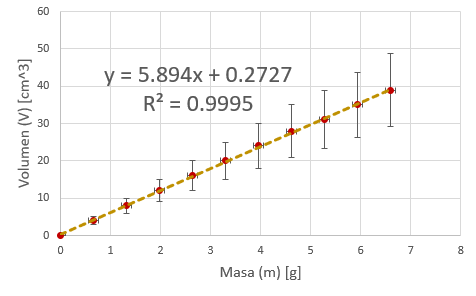 60
50
40
30
20
10
0
Volumen (V) [cm^3]
y = 5.894x + 0.2727
R² = 0.9995
0 1 2 3 4 5 6 7 8
Masa (m) [g]